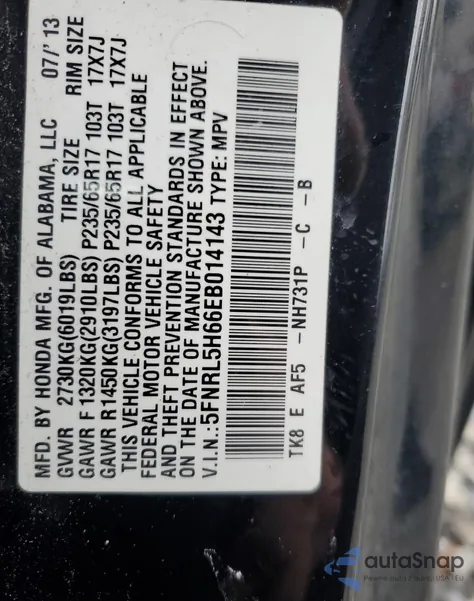 MFD. BY HONDA MFG. OF ALABAMA, LLC 07/'13
GVWR 2730KG(6019LBS) TIRE SIZE RIM SIZE
GAWR F 1320KG(2910LBS) P235/65R17 103T 17X7J
GAWR R 1450KG(3197LBS) P235/65R17 103T 17X7J
THIS VEHICLE CONFORMS TO ALL APPLICABLE
FEDERAL MOTOR VEHICLE SAFETY
AND THEFT PREVENTION STANDARDS IN EFFECT
ON THE DATE OF MANUFACTURE SHOWN ABOVE.
V.I.N.:5FNRL5H66EB014143 TYPE: MPV
TK8 E AF5 -NH731P -C -B
autaSnap